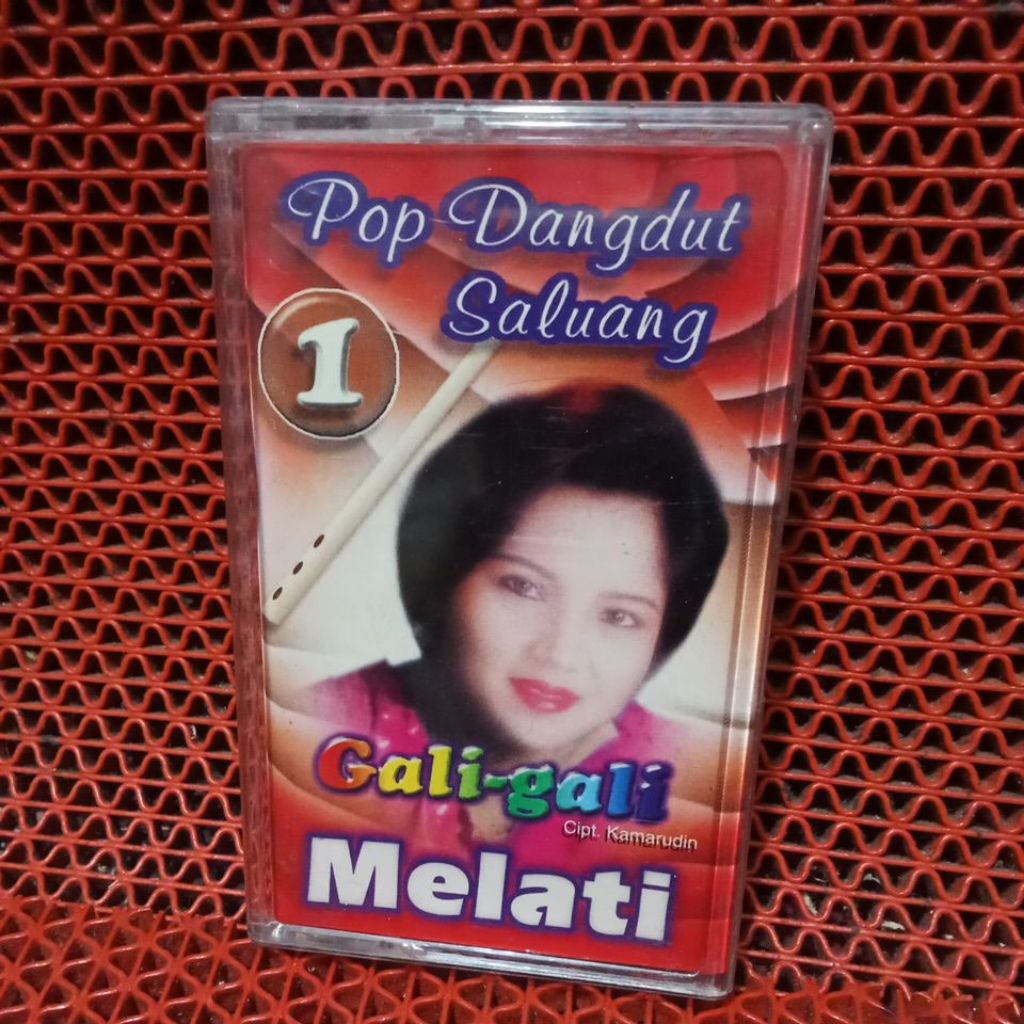 Pop Dangdut
Saluang
1
Gali-gali
Cipt. Kamarudin
Melati